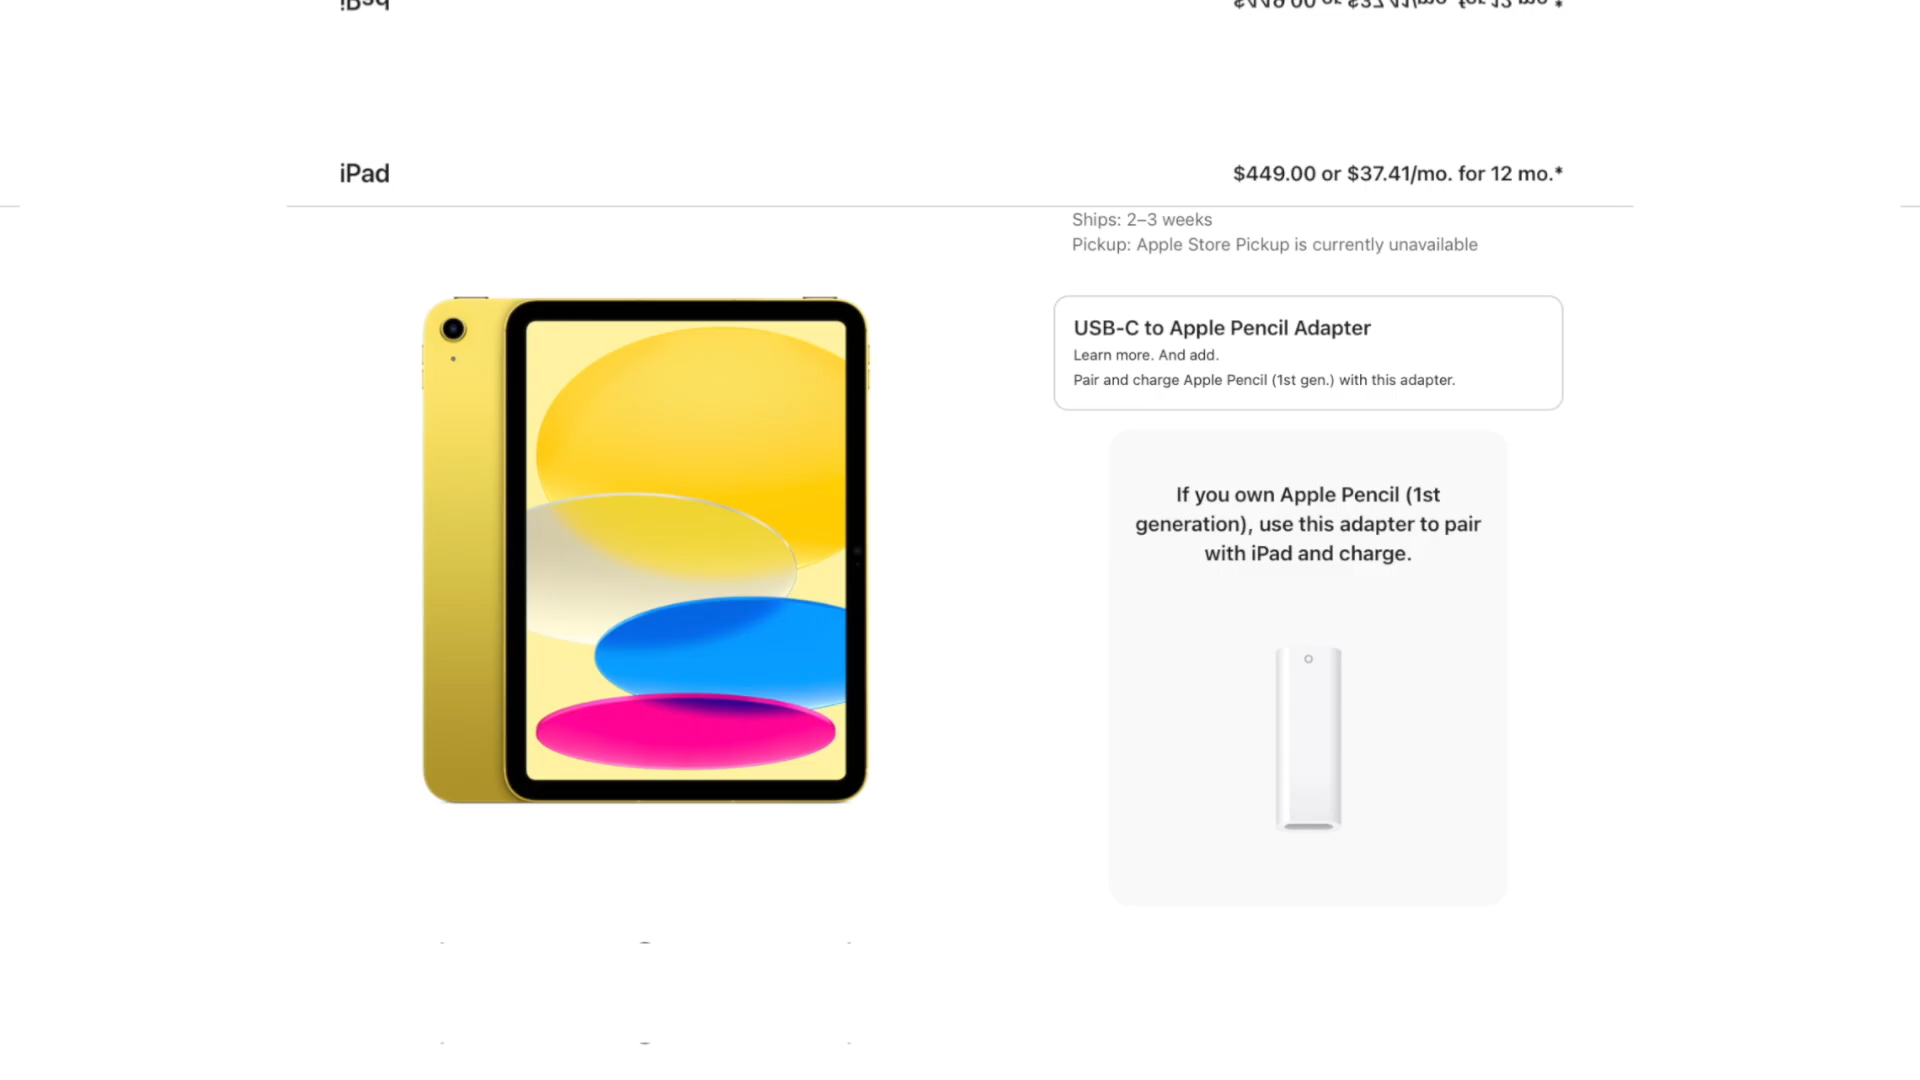 iPad
$449.00 or $37.41/mo. for 12 mo.*
Ships: 2–3 weeks
Pickup: Apple Store Pickup is currently unavailable
USB-C to Apple Pencil Adapter
Learn more. And add.
Pair and charge Apple Pencil (1st gen.) with this adapter.
If you own Apple Pencil (1st
generation), use this adapter to pair
with iPad and charge.